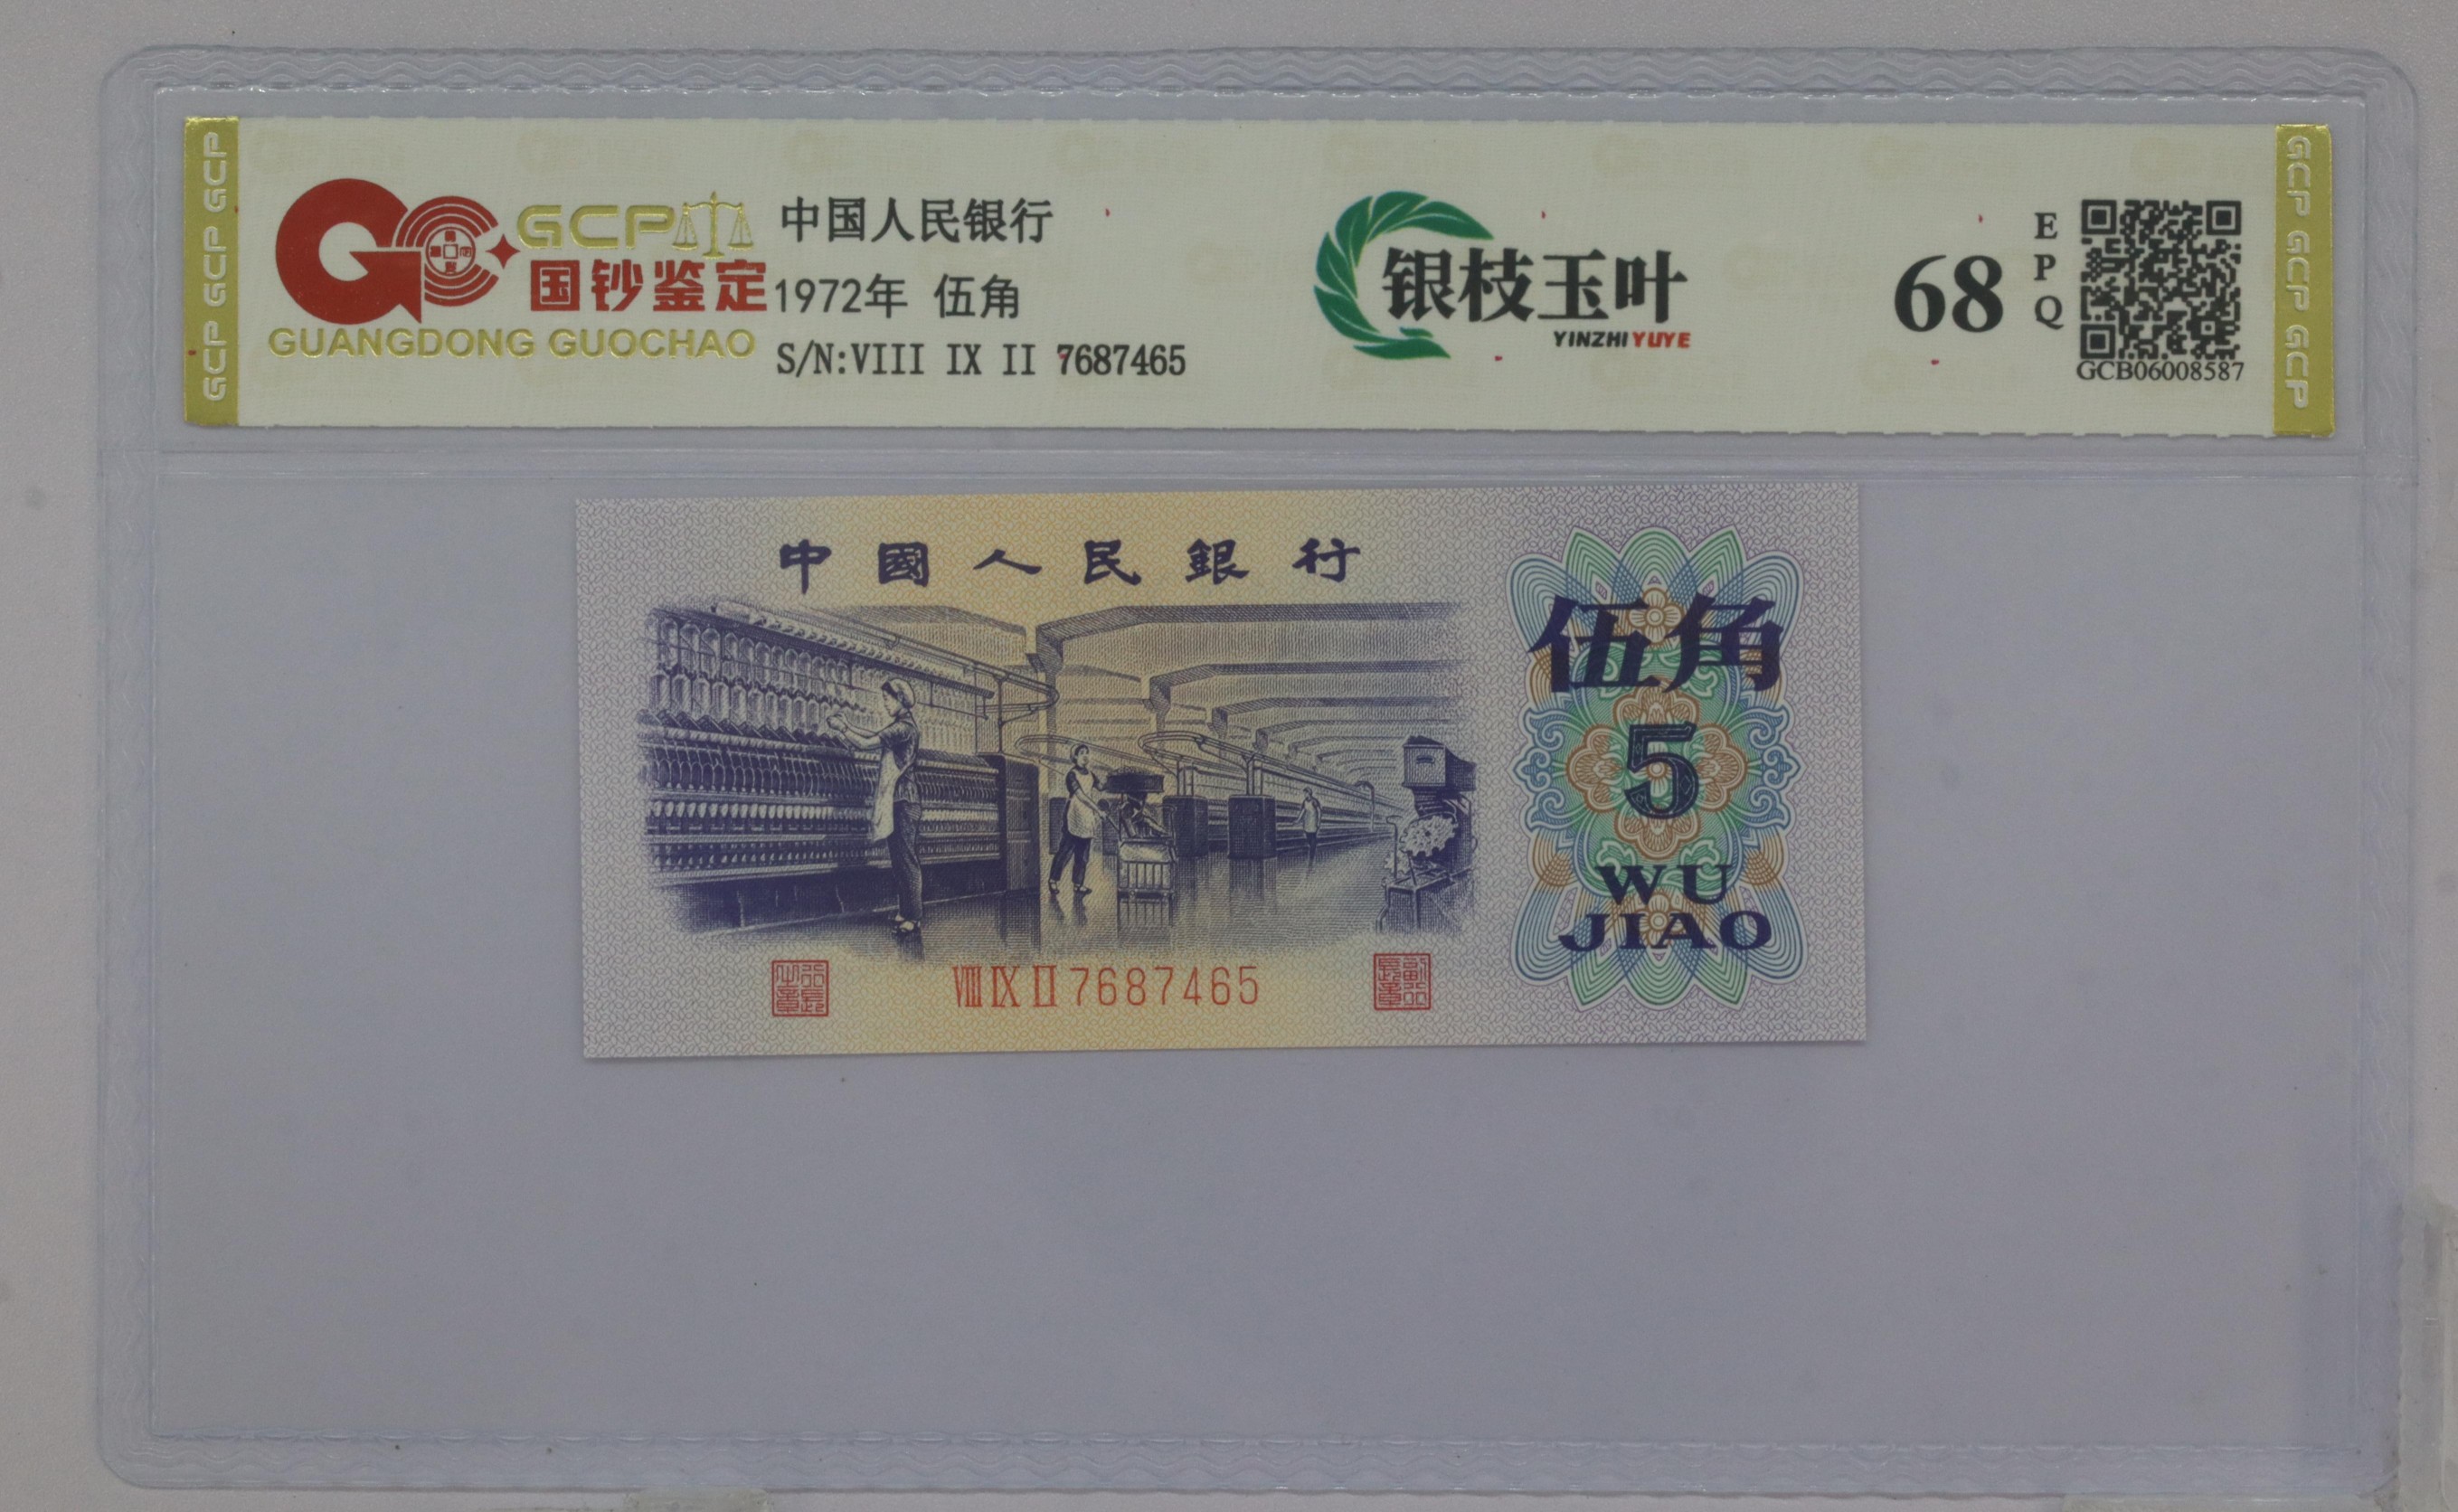 GCP GCP GCP
GCP
国钞鉴定
GUANGDONG GUOCHAO
中国人民银行
1972年 伍角
S/N:VIII IX II 7687465
银枝玉叶
YINZHI YUYE
68
EPQ
GCB06008587
GCP GCP GCP
中國人民銀行
伍角
5
WU
JIAO
VIII IX II 7687465